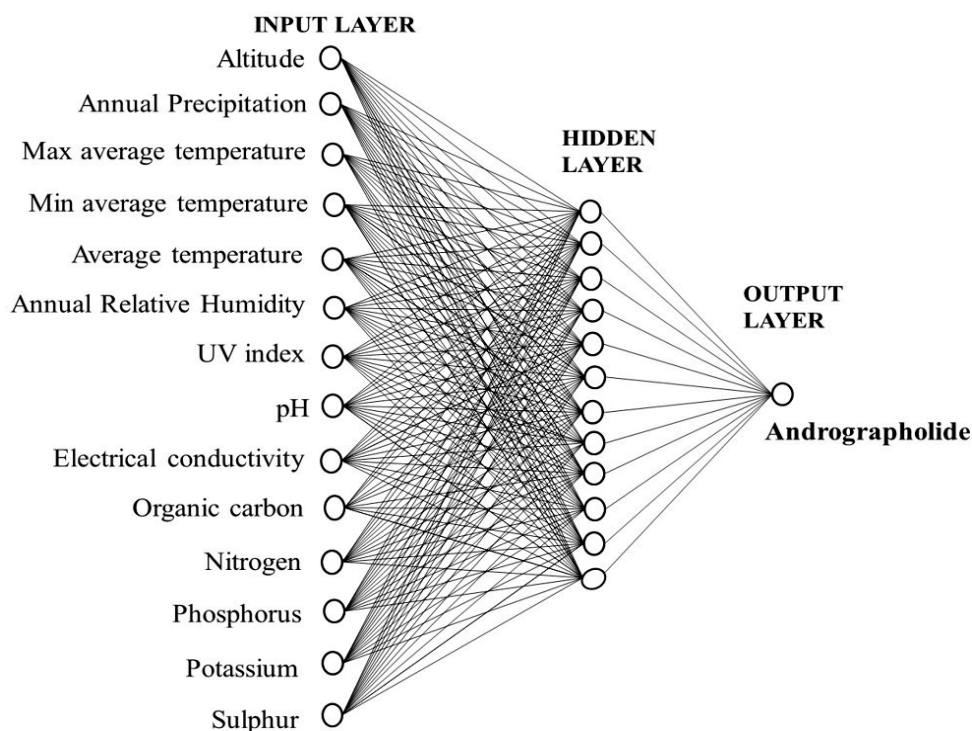 INPUT LAYER
Altitude
Annual Precipitation
Max average temperature
Min average temperature
Average temperature
Annual Relative Humidity
UV index
pH
Electrical conductivity
Organic carbon
Nitrogen
Phosphorus
Potassium
Sulphur
HIDDEN
LAYER
OUTPUT
LAYER
Andrographolide